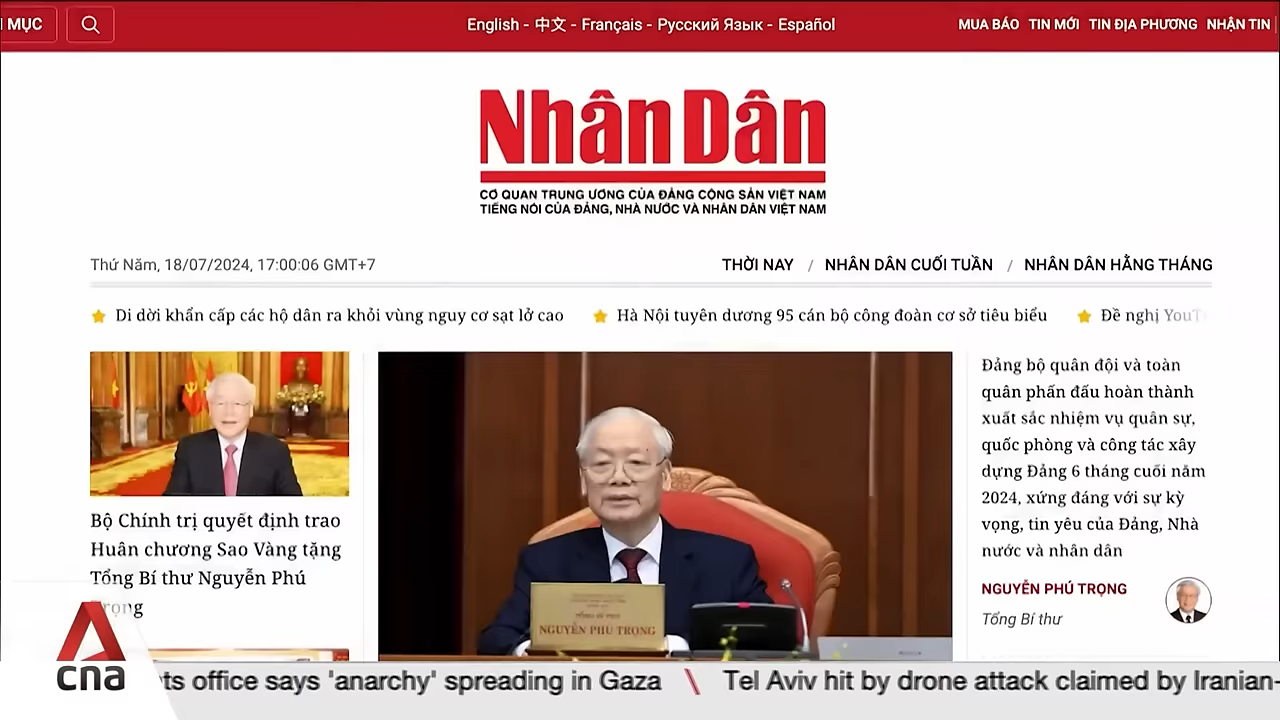 MỤC
English - 中文 - Français - Русский Язык - Español
MUA BÁO TIN MỚI TIN ĐỊA PHƯƠNG NHẬN TIN
Nhân Dân
CƠ QUAN TRUNG ƯƠNG CỦA ĐẢNG CỘNG SẢN VIỆT NAM
TIẾNG NÓI CỦA ĐẢNG, NHÀ NƯỚC VÀ NHÂN DÂN VIỆT NAM
Thứ Năm, 18/07/2024, 17:00:06 GMT+7
THỜI NAY / NHÂN DÂN CUỐI TUẦN / NHÂN DÂN HẰNG THÁNG
Di dời khẩn cấp các hộ dân ra khỏi vùng nguy cơ sạt lở cao
Hà Nội tuyên dương 95 cán bộ công đoàn cơ sở tiêu biểu
Đề nghị YouT
Bộ Chính trị quyết định trao
Huân chương Sao Vàng tặng
Tổng Bí thư Nguyễn Phú
Trọng
TỔNG BÍ THƯ
NGUYỄN PHÚ TRỌNG
Đảng bộ quân đội và toàn
quân phấn đấu hoàn thành
xuất sắc nhiệm vụ quân sự,
quốc phòng và công tác xây
dựng Đảng 6 tháng cuối năm
2024, xứng đáng với sự kỳ
vọng, tin yêu của Đảng, Nhà
nước và nhân dân
NGUYỄN PHÚ TRỌNG
Tổng Bí thư
cna
ts office says 'anarchy' spreading in Gaza \ Tel Aviv hit by drone attack claimed by Iranian-